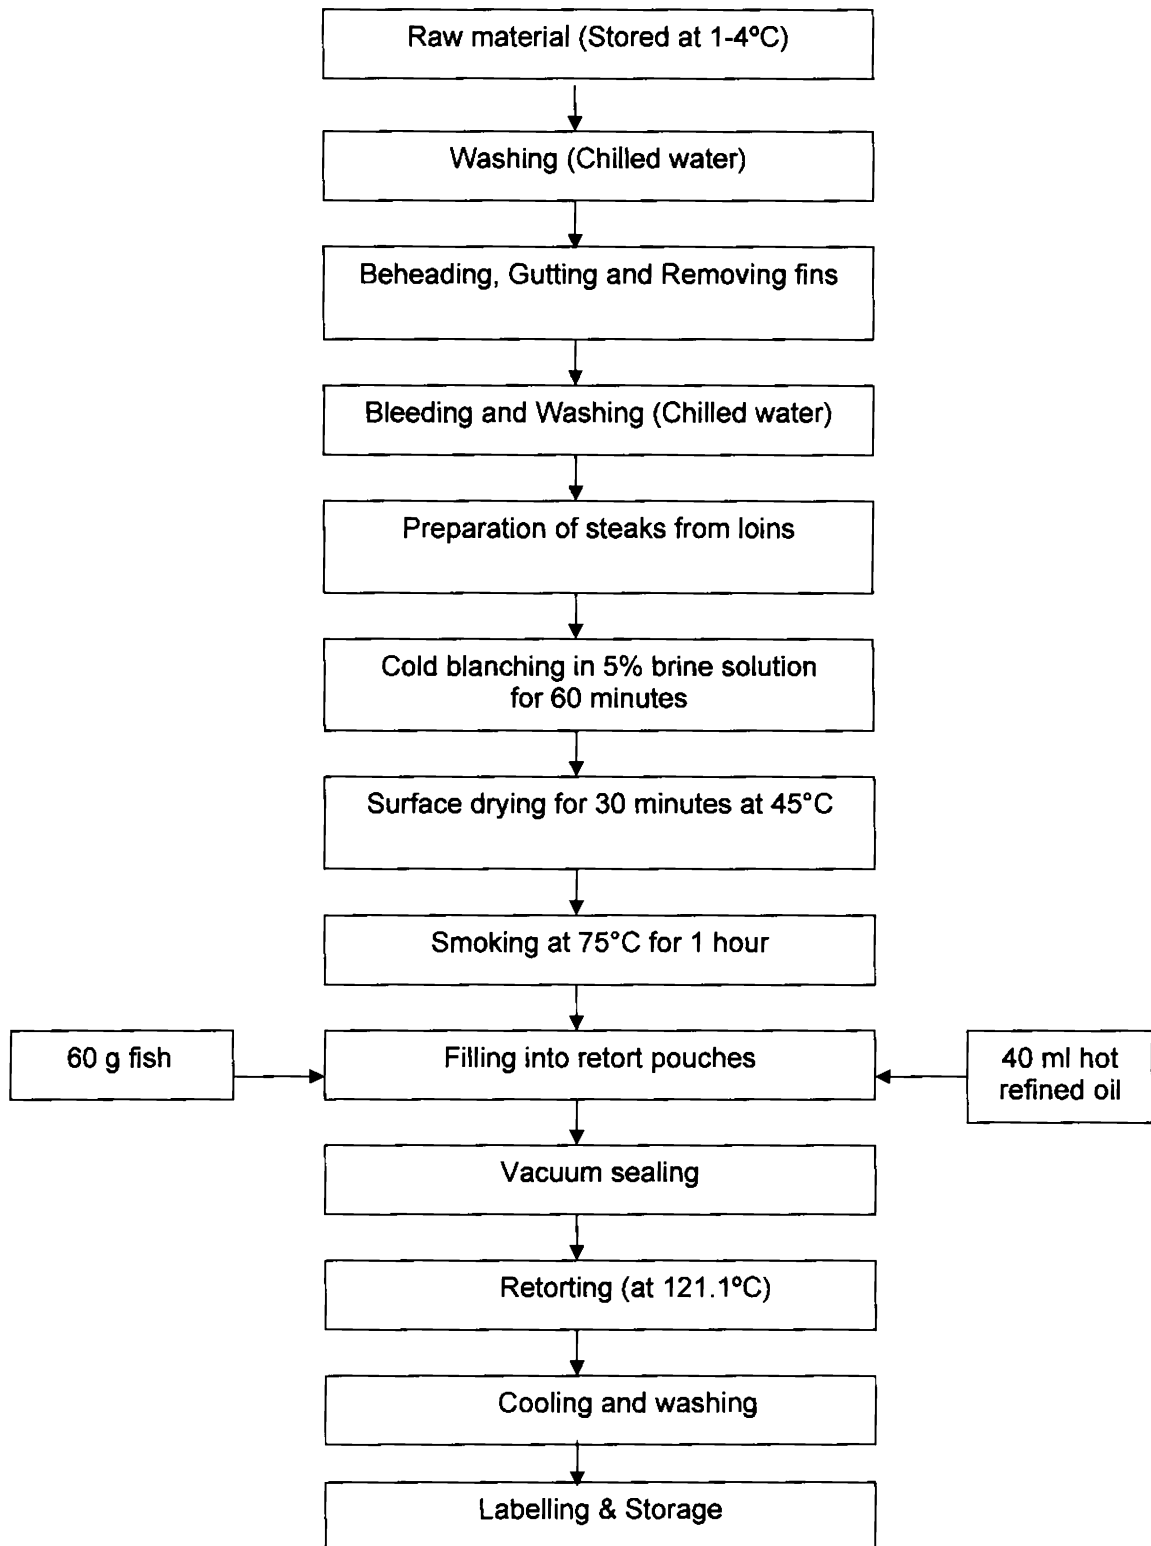 Raw material (Stored at 1-4ºC)
Washing (Chilled water)
Beheading, Gutting and Removing fins
Bleeding and Washing (Chilled water)
Preparation of steaks from loins
Cold blanching in 5% brine solution
for 60 minutes
Surface drying for 30 minutes at 45°C
Smoking at 75°C for 1 hour
60 g fish
Filling into retort pouches
40 ml hot
refined oil
Vacuum sealing
Retorting (at 121.1ºC)
Cooling and washing
Labelling & Storage